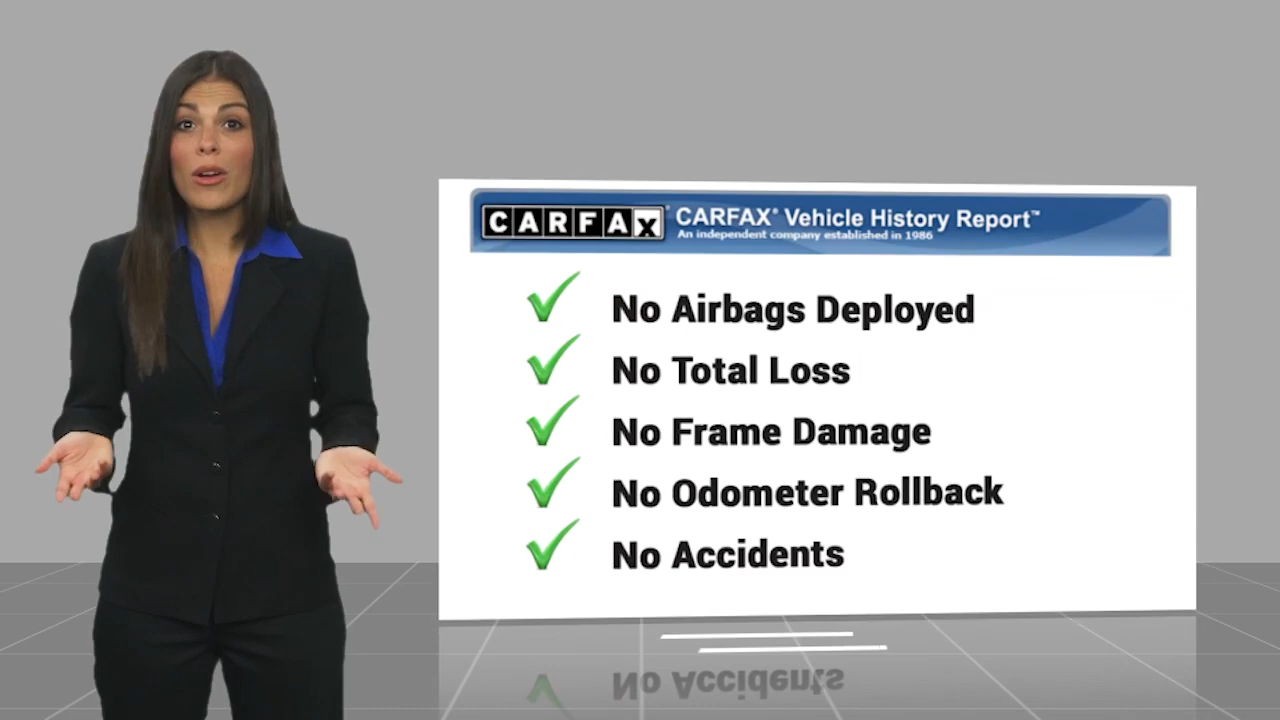 CARFAX
CARFAX® Vehicle History Report™
An independent company established in 1986
No Airbags Deployed
No Total Loss
No Frame Damage
No Odometer Rollback
No Accidents
No Accidents